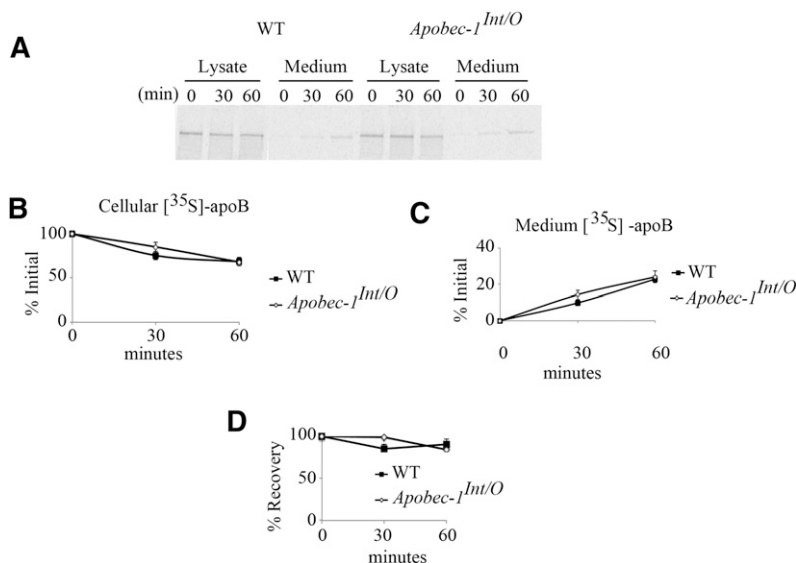 A
WT Apobec-1Int/O
Lysate Medium Lysate Medium
(min) 0 30 60 0 30 60 0 30 60 0 30 60
B
Cellular [35S]-apoB
% Initial
100
50
0
0 30 60
minutes
WT
Apobec-1Int/O
C
Medium [35S] -apoB
% Initial
40
20
0
0 30 60
minutes
WT
Apobec-1Int/O
D
% Recovery
100
50
0
0 30 60
minutes
WT
Apobec-1Int/O